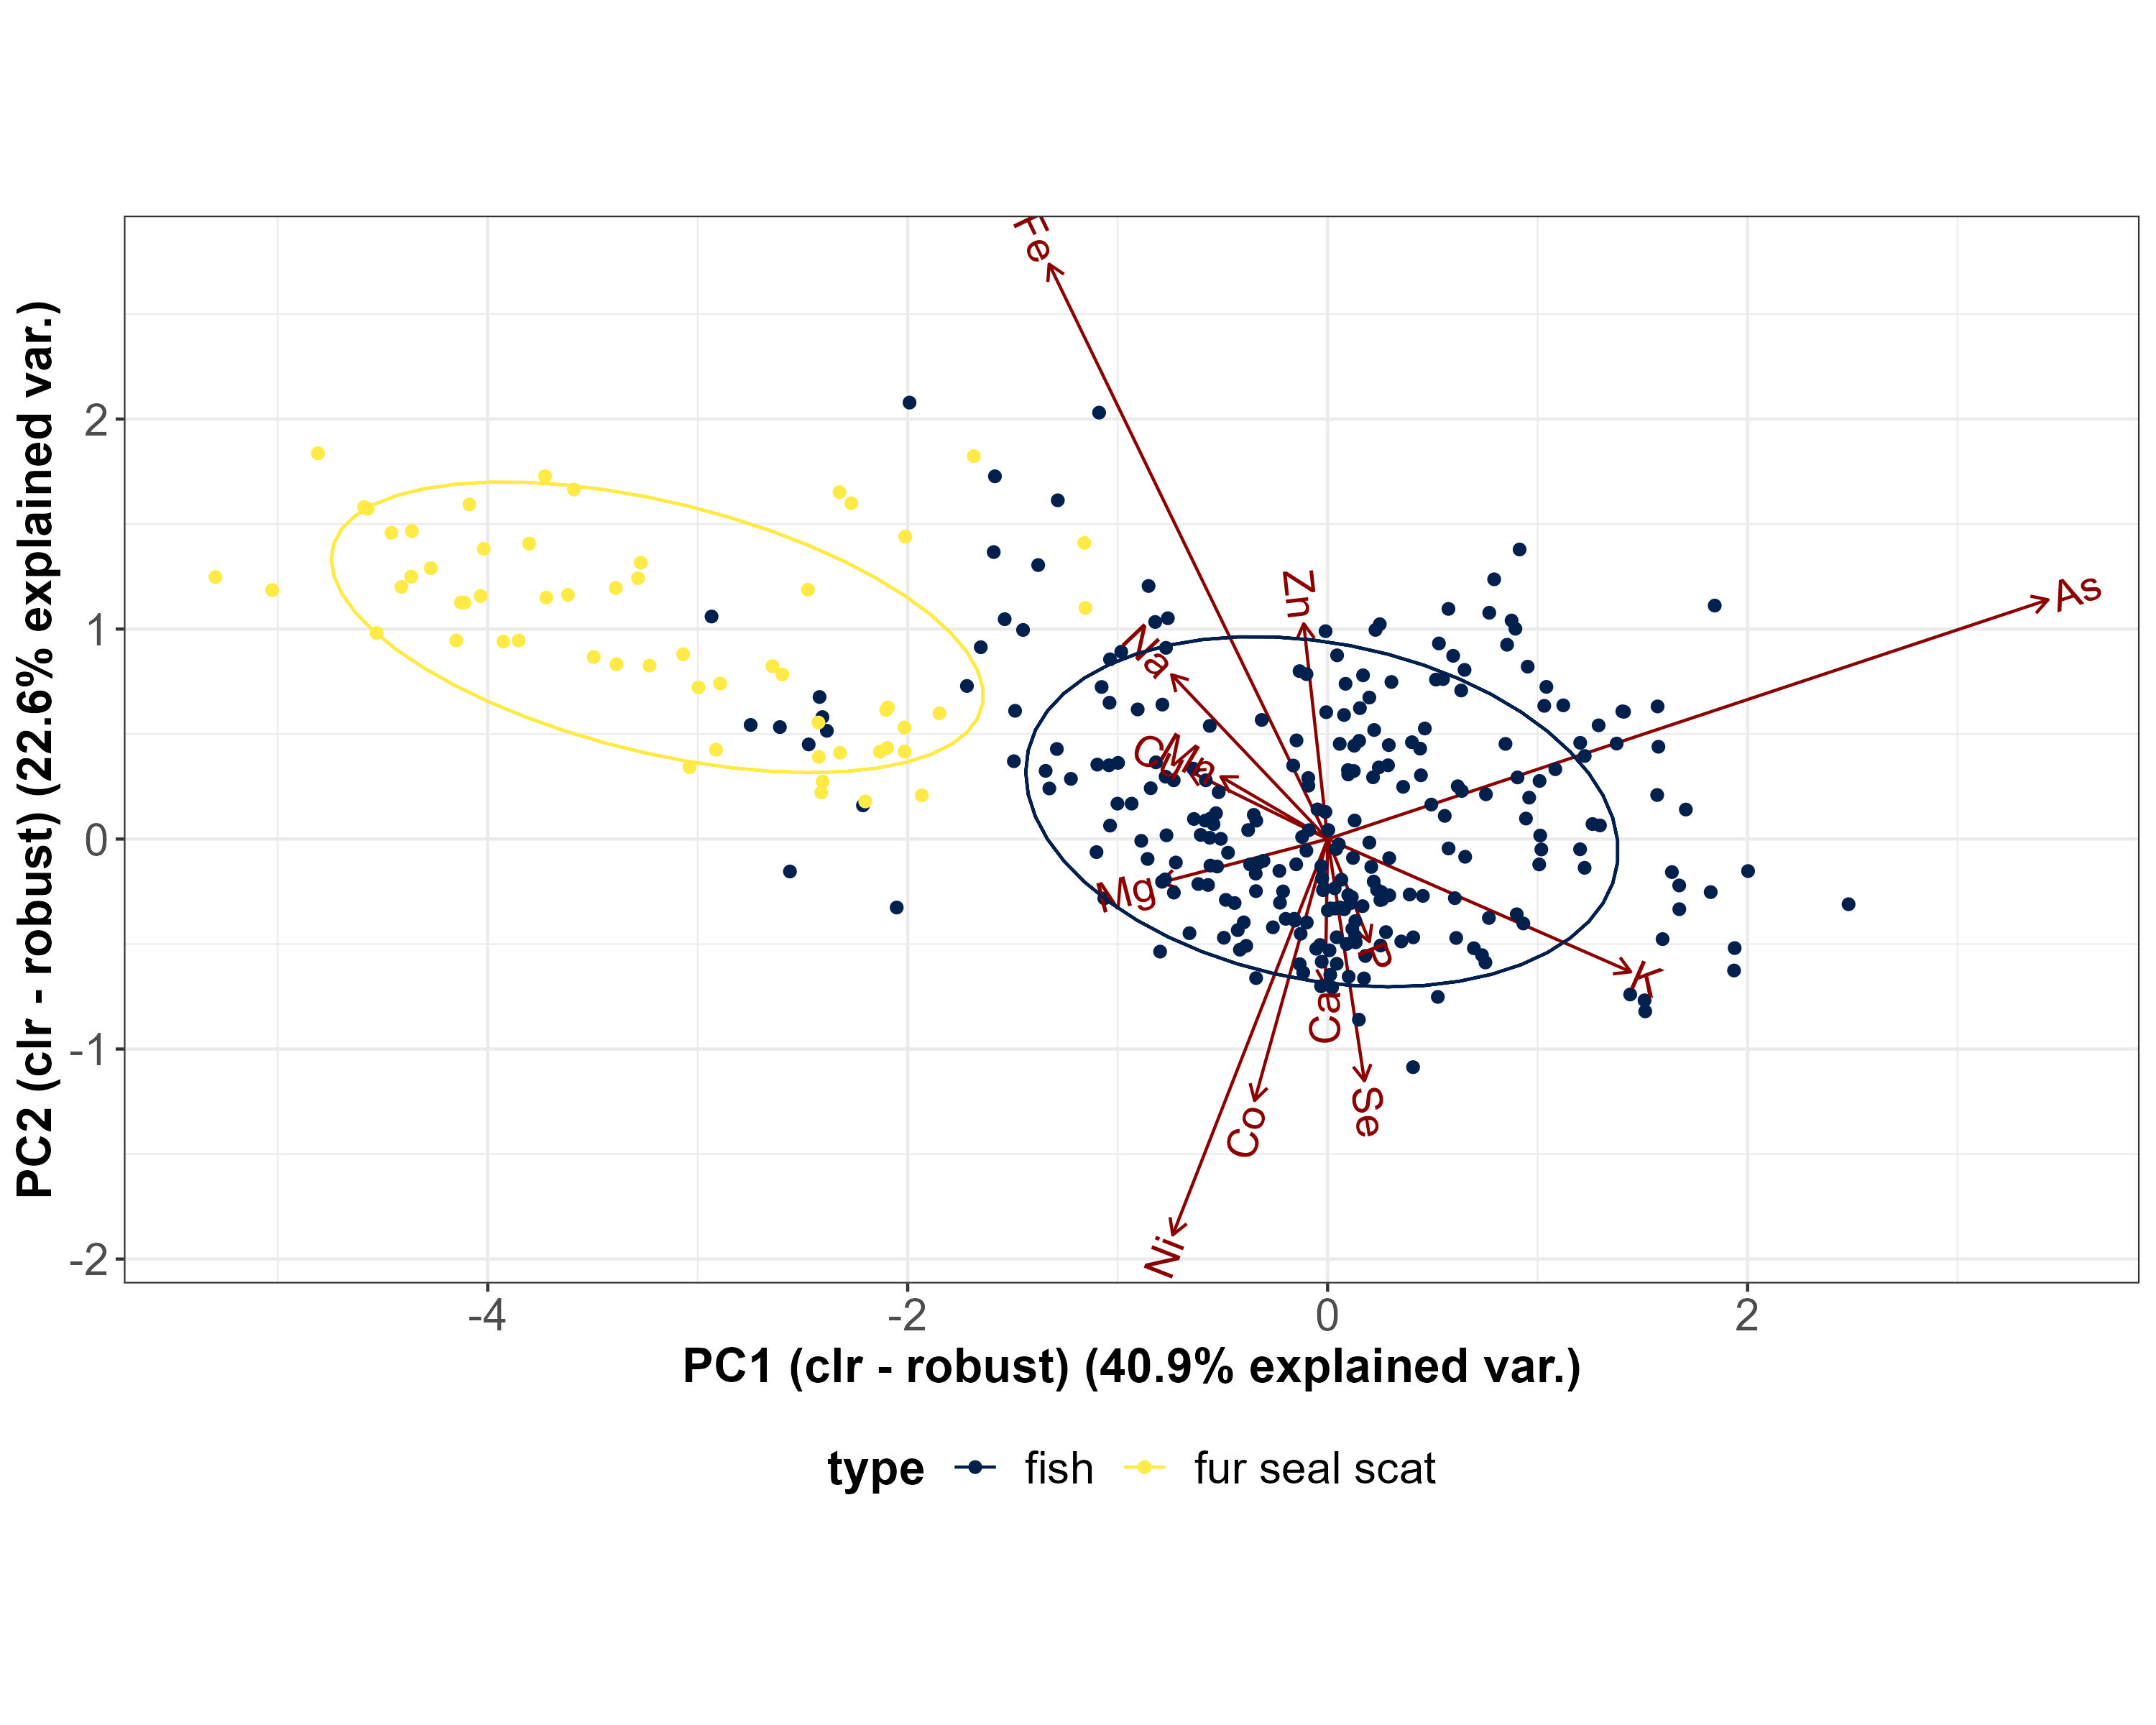 PC2 (clr - robust) (22.6% explained var.)
2
1
0
-1
-2
Fe
As
Zn
Na
Mg
P
K
Ca
Se
Co
Ni
-4
-2
0
2
PC1 (clr - robust) (40.9% explained var.)
type fish fur seal scat